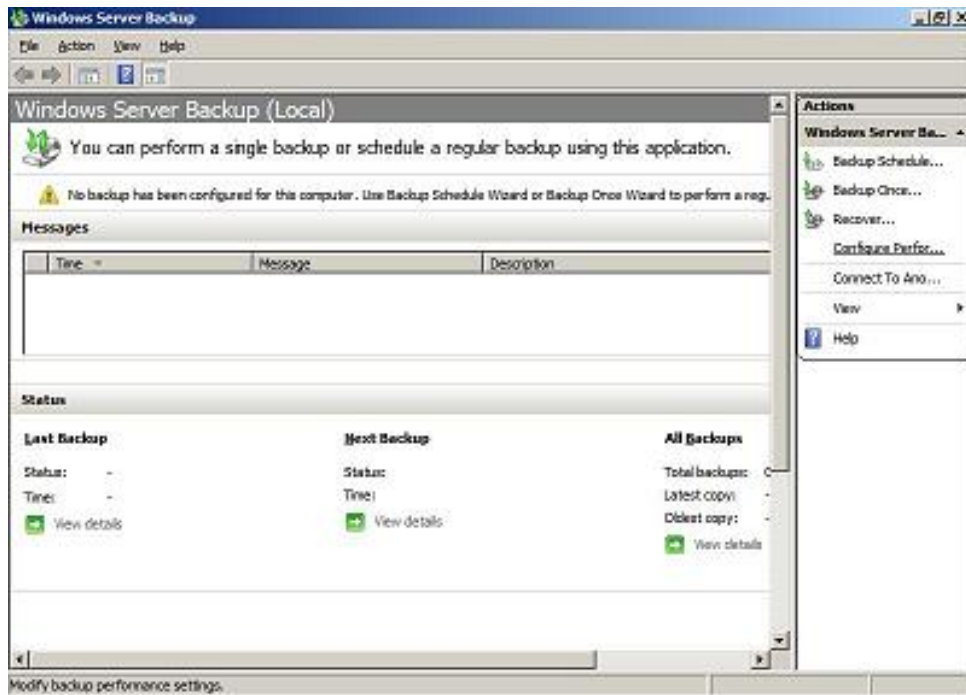 Windows Server Backup
File Action View Help
Windows Server Backup (Local)
You can perform a single backup or schedule a regular backup using this application.
No backup has been configured for this computer. Use Backup Schedule Wizard or Backup Once Wizard to perform a regu
Messages
Time Message Description
Status
Last Backup
Status: -
Time: -
View details
Next Backup
Status:
Time:
View details
All Backups
Total backups: 0
Latest copy: -
Oldest copy: -
View details
Actions
Windows Server Ba...
Backup Schedule...
Backup Once...
Recover...
Configure Perfor...
Connect To Ano...
View
Help
Modify backup performance settings.